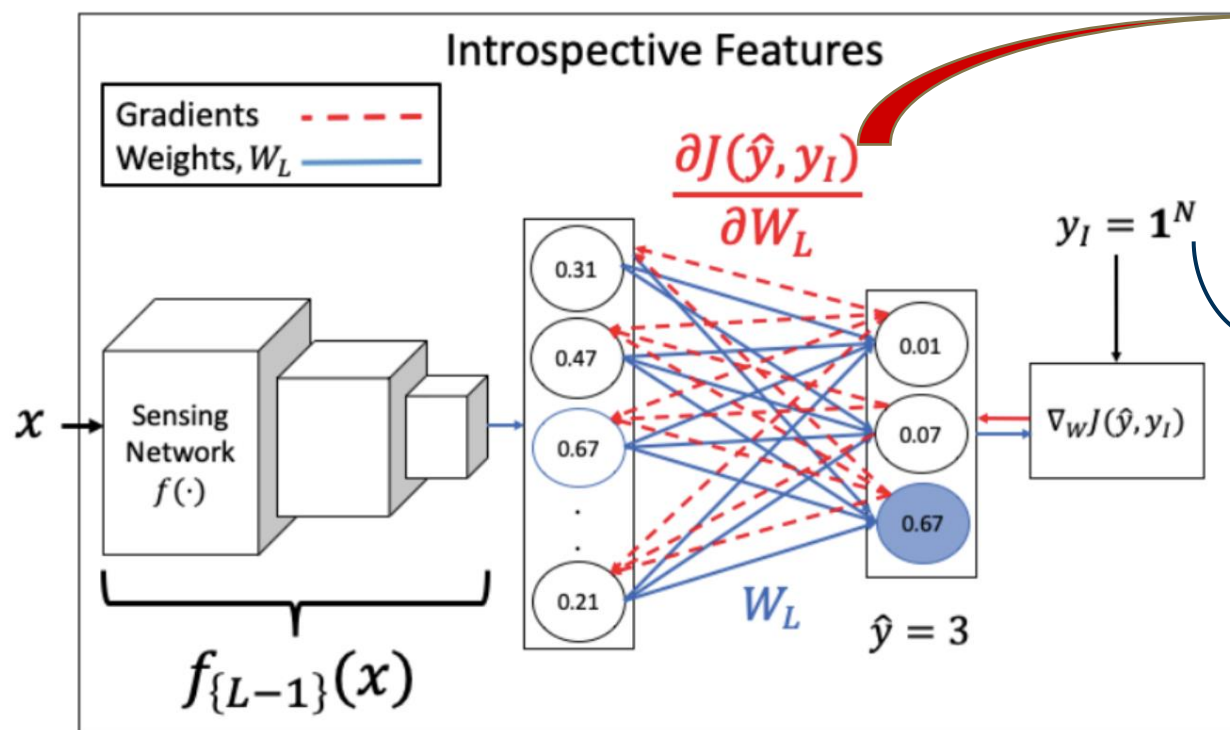 Introspective Features
Gradients
Weights, W_L
∂J(ŷ, y_I)
∂W_L
y_I = 1^N
0.31
0.47
0.67
.
.
0.21
0.01
0.07
0.67
x
Sensing
Network
f(·)
∇_W J(ŷ, y_I)
W_L
ŷ = 3
f_{L−1}(x)